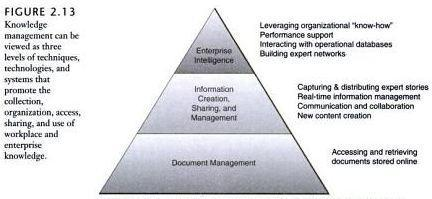 FIGURE 2.13
Knowledge
management can be
viewed as three
levels of techniques,
technologies, and
systems that
promote the
collection,
organization, access,
sharing, and use of
workplace and
enterprise
knowledge.
Enterprise
Intelligence
Leveraging organizational "know-how"
Performance support
Interacting with operational databases
Building expert networks
Information
Creation,
Sharing, and
Management
Capturing & distributing expert stories
Real-time information management
Communication and collaboration
New content creation
Document Management
Accessing and retrieving
documents stored online